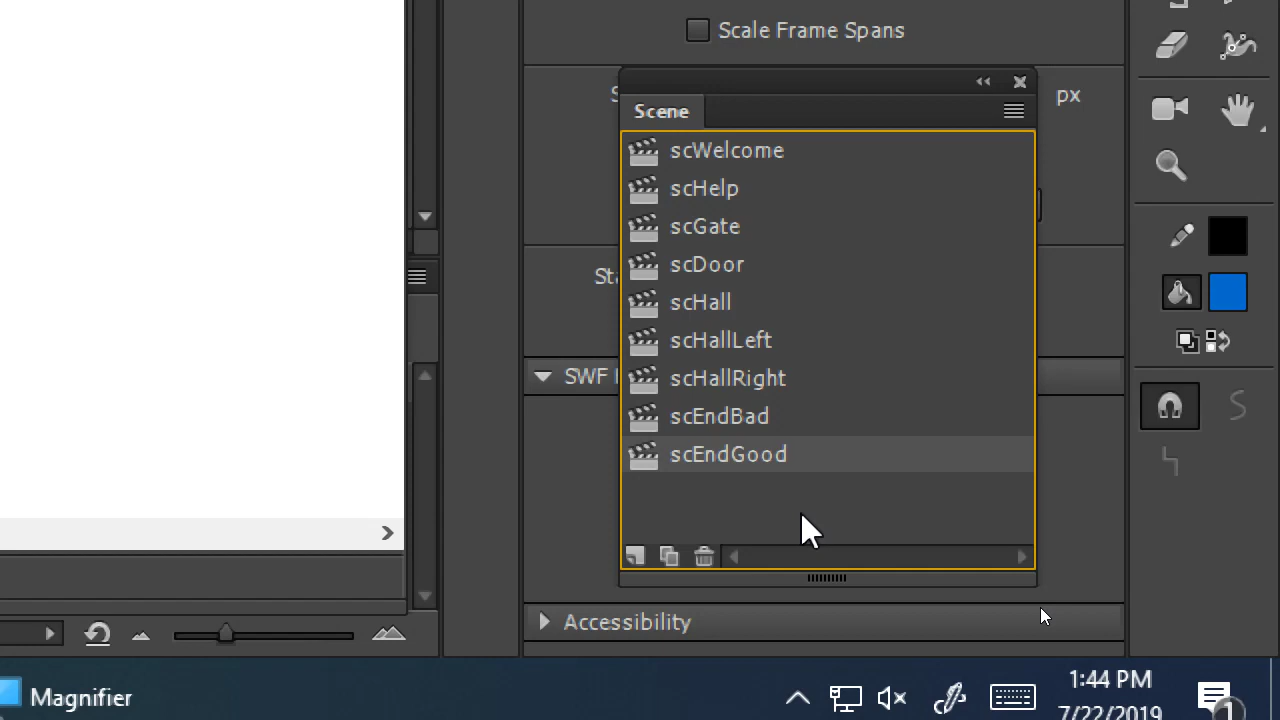 Scale Frame Spans
px
Scene
scWelcome
scHelp
scGate
scDoor
scHall
scHallLeft
scHallRight
scEndBad
scEndGood
SWF
Accessibility
Magnifier
1:44 PM
7/22/2019
1